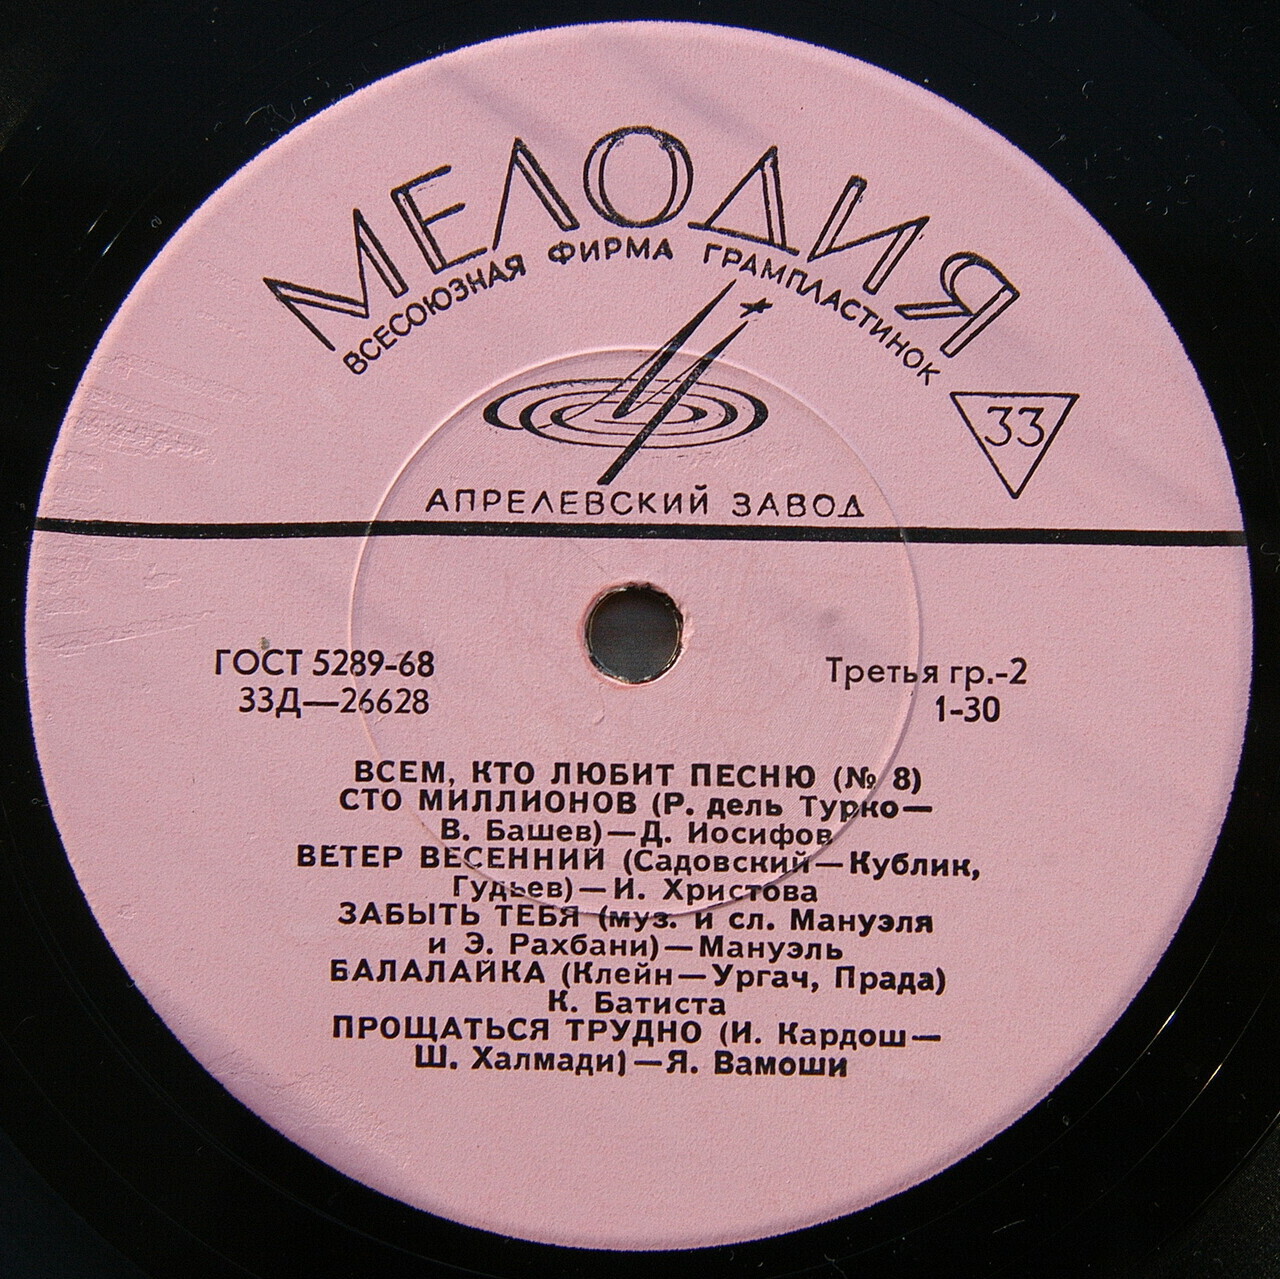 МЕЛОДИЯ
ВСЕСОЮЗНАЯ ФИРМА ГРАМПЛАСТИНОК
33
АПРЕЛЕВСКИЙ ЗАВОД
ГОСТ 5289-68
33Д—26628
Третья гр.-2
1-30
ВСЕМ, КТО ЛЮБИТ ПЕСНЮ (№ 8)
СТО МИЛЛИОНОВ (Р. дель Турко—
В. Башев)—Д. Иосифов
ВЕТЕР ВЕСЕННИЙ (Садовский—Кублик,
Гудьев)—И. Христова
ЗАБЫТЬ ТЕБЯ (муз. и сл. Мануэля
и Э. Рахбани)—Мануэль
БАЛАЛАЙКА (Клейн—Ургач, Прада)
К. Батиста
ПРОЩАТЬСЯ ТРУДНО (И. Кардош—
Ш. Халмади)—Я. Вамоши